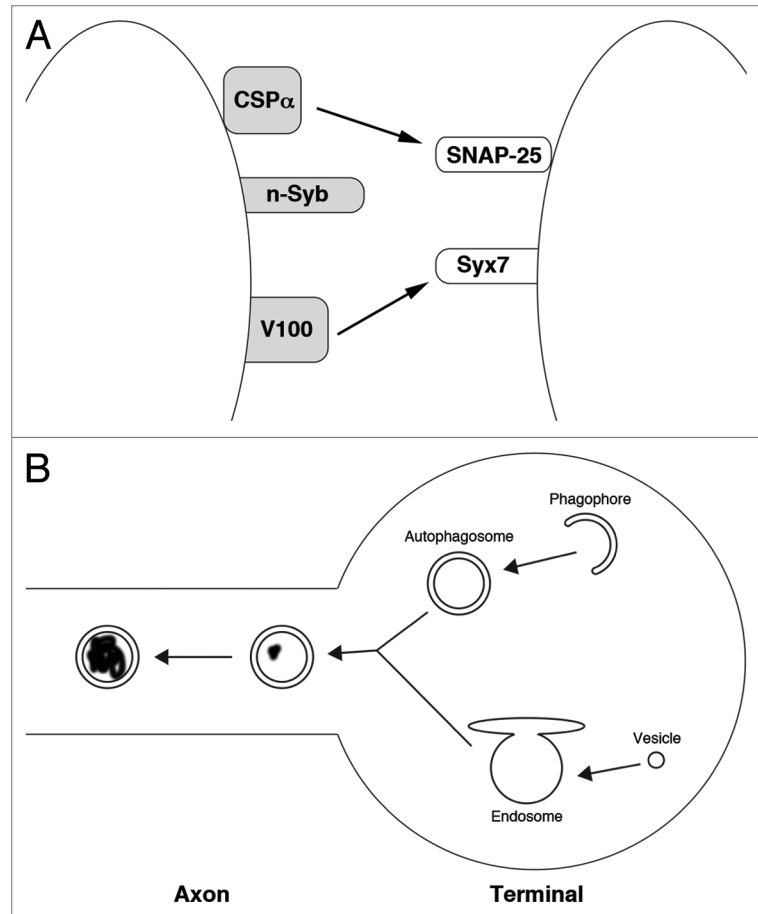 A
CSPα
SNAP-25
n-Syb
Syx7
V100
B
Phagophore
Autophagosome
Vesicle
Endosome
Axon Terminal